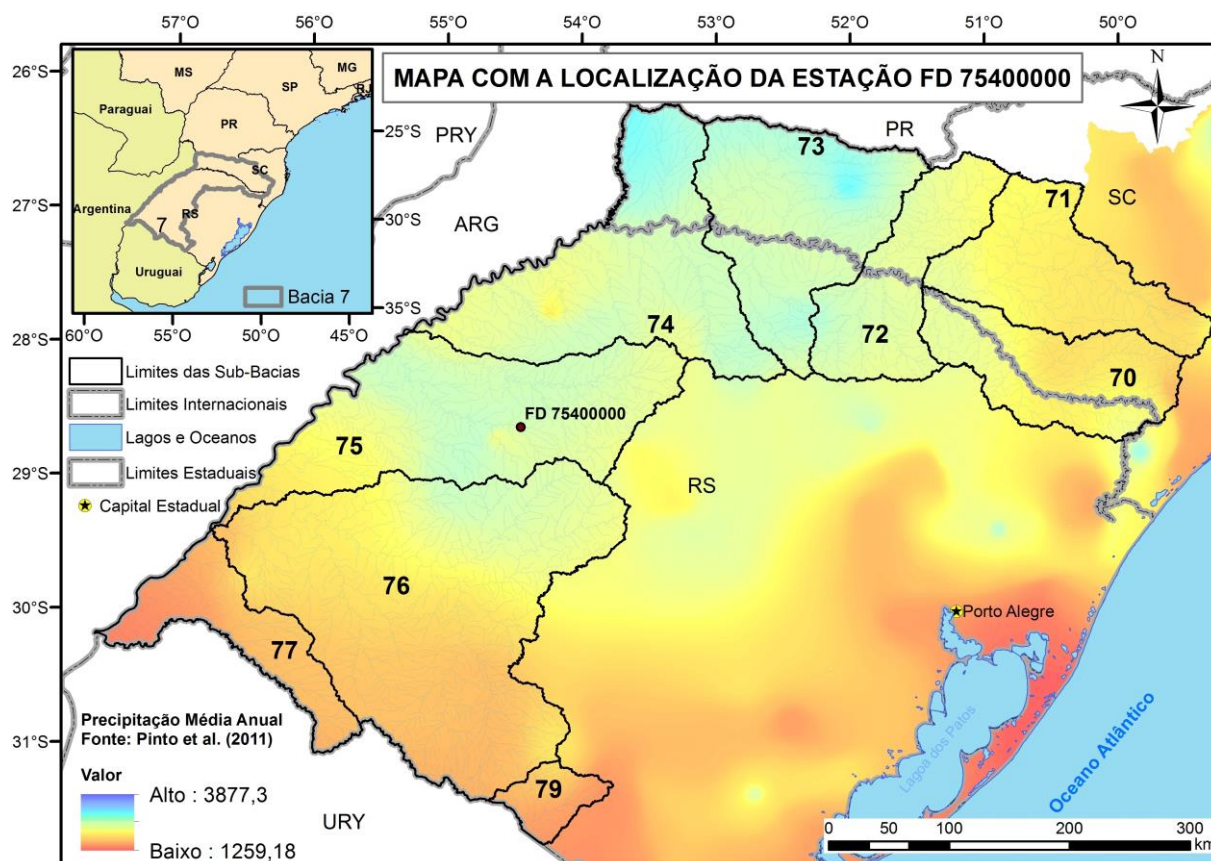 57°O 56°O 55°O 54°O 53°O 52°O 51°O 50°O
MAPA COM A LOCALIZAÇÃO DA ESTAÇÃO FD 75400000
N
26°S
27°S
28°S
29°S
30°S
31°S
MS
MG
SP
RJ
Paraguai
PR
SC
Argentina
RS
7
Uruguai
Bacia 7
25°S
30°S
35°S
60°O 55°O 50°O 45°O
PRY
PR
ARG
SC
73
71
74
72
70
FD 75400000
75
RS
76
77
79
Porto Alegre
Lagoa dos Patos
Oceano Atlântico
URY
Limites das Sub-Bacias
Limites Internacionais
Lagos e Oceanos
Limites Estaduais
Capital Estadual
Precipitação Média Anual
Fonte: Pinto et al. (2011)
Valor
Alto : 3877,3
Baixo : 1259,18
0 50 100 200 300
km